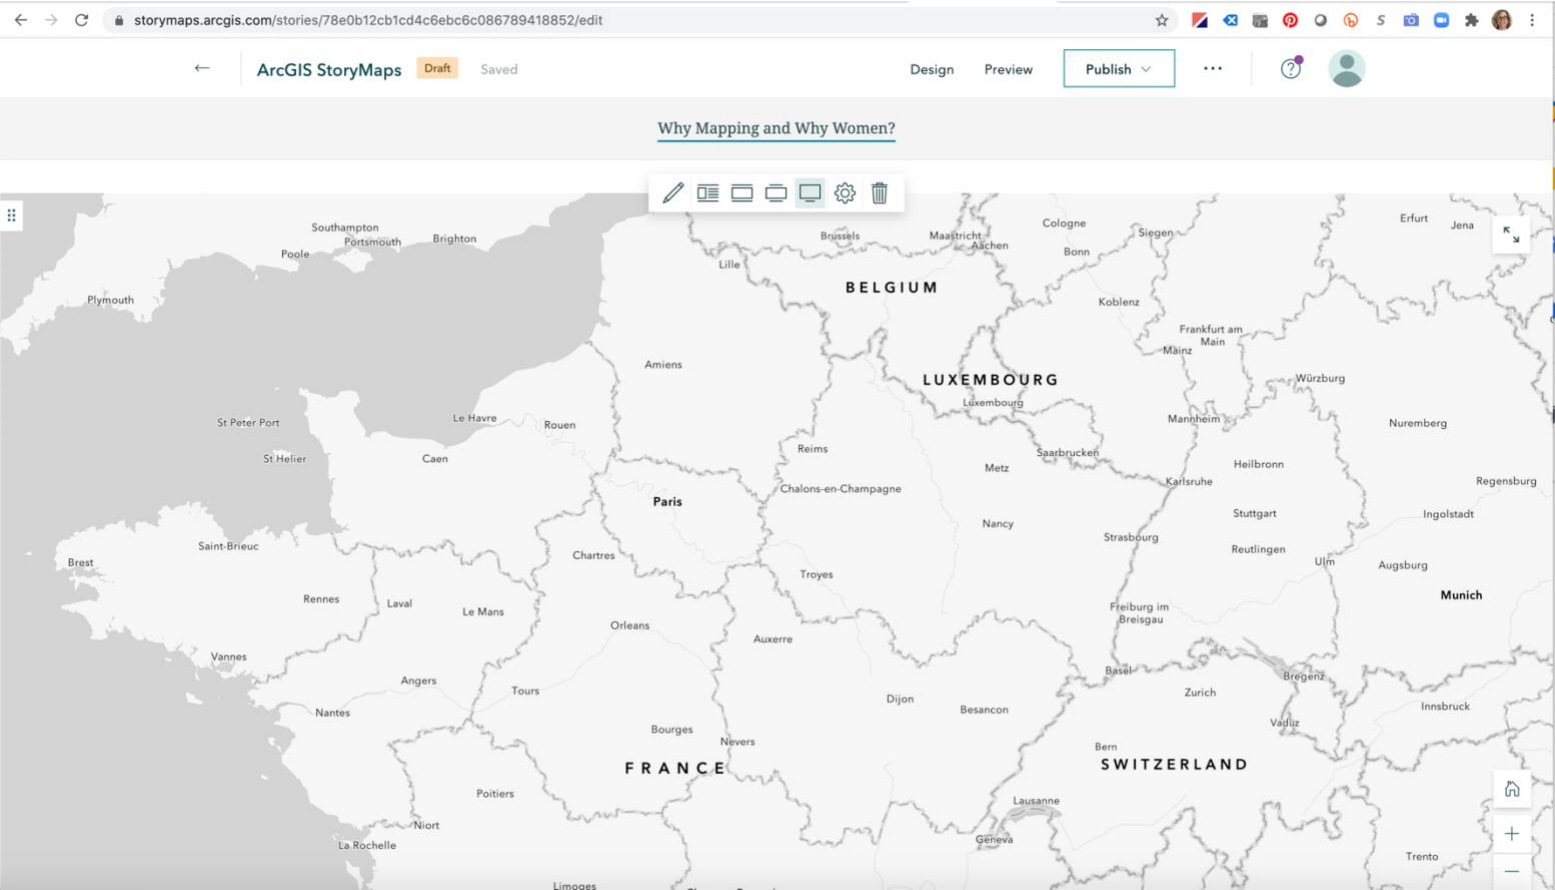 storymaps.arcgis.com/stories/78e0b12cb1cd4c6ebc6c086789418852/edit
ArcGIS StoryMaps
Draft
Saved
Design
Preview
Publish
Why Mapping and Why Women?
Southampton
Portsmouth
Brighton
Poole
Plymouth
Brussels
Maastricht
Aachen
Cologne
Bonn
Siegen
Erfurt
Jena
Lille
BELGIUM
Koblenz
Frankfurt am
Main
Mainz
Amiens
LUXEMBOURG
Luxembourg
Würzburg
St Peter Port
Le Havre
Rouen
Mannheim
Nuremberg
St Helier
Caen
Reims
Saarbrucken
Metz
Heilbronn
Chalons-en-Champagne
Karlsruhe
Regensburg
Paris
Nancy
Stuttgart
Ingolstadt
Strasbourg
Saint-Brieuc
Chartres
Reutlingen
Brest
Ulm
Augsburg
Troyes
Munich
Rennes
Laval
Le Mans
Freiburg im
Breisgau
Orleans
Auxerre
Vannes
Basel
Bregenz
Angers
Tours
Zurich
Dijon
Besancon
Innsbruck
Nantes
Vaduz
Bourges
Nevers
Bern
FRANCE
SWITZERLAND
Poitiers
Lausanne
Niort
Geneva
La Rochelle
Trento
Limoges